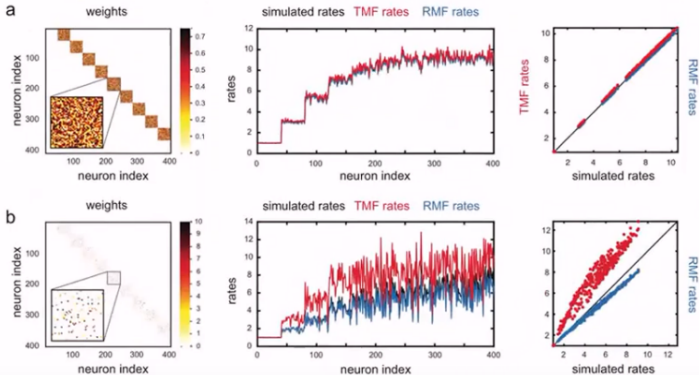 a
weights
neuron index
100
200
300
400
100 200 300 400
neuron index
0.7
0.6
0.5
0.4
0.3
0.2
0.1
0
simulated rates TMF rates RMF rates
rates
12
10
8
6
4
2
0
0 100 200 300 400
neuron index
TMF rates
10
8
6
4
2
2 4 6 8 10
simulated rates
RMF rates
b
weights
neuron index
100
200
300
400
100 200 300 400
neuron index
10
9
8
7
6
5
4
3
2
1
0
simulated rates TMF rates RMF rates
rates
14
12
10
8
6
4
2
0
0 100 200 300 400
neuron index
TMF rates
12
10
8
6
4
2
2 4 6 8 10 12
simulated rates
RMF rates